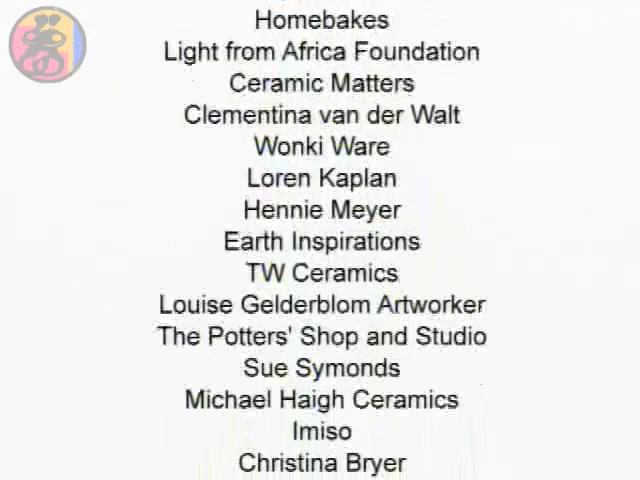 Homebakes
Light from Africa Foundation
Ceramic Matters
Clementina van der Walt
Wonki Ware
Loren Kaplan
Hennie Meyer
Earth Inspirations
TW Ceramics
Louise Gelderblom Artworker
The Potters' Shop and Studio
Sue Symonds
Michael Haigh Ceramics
Imiso
Christina Bryer